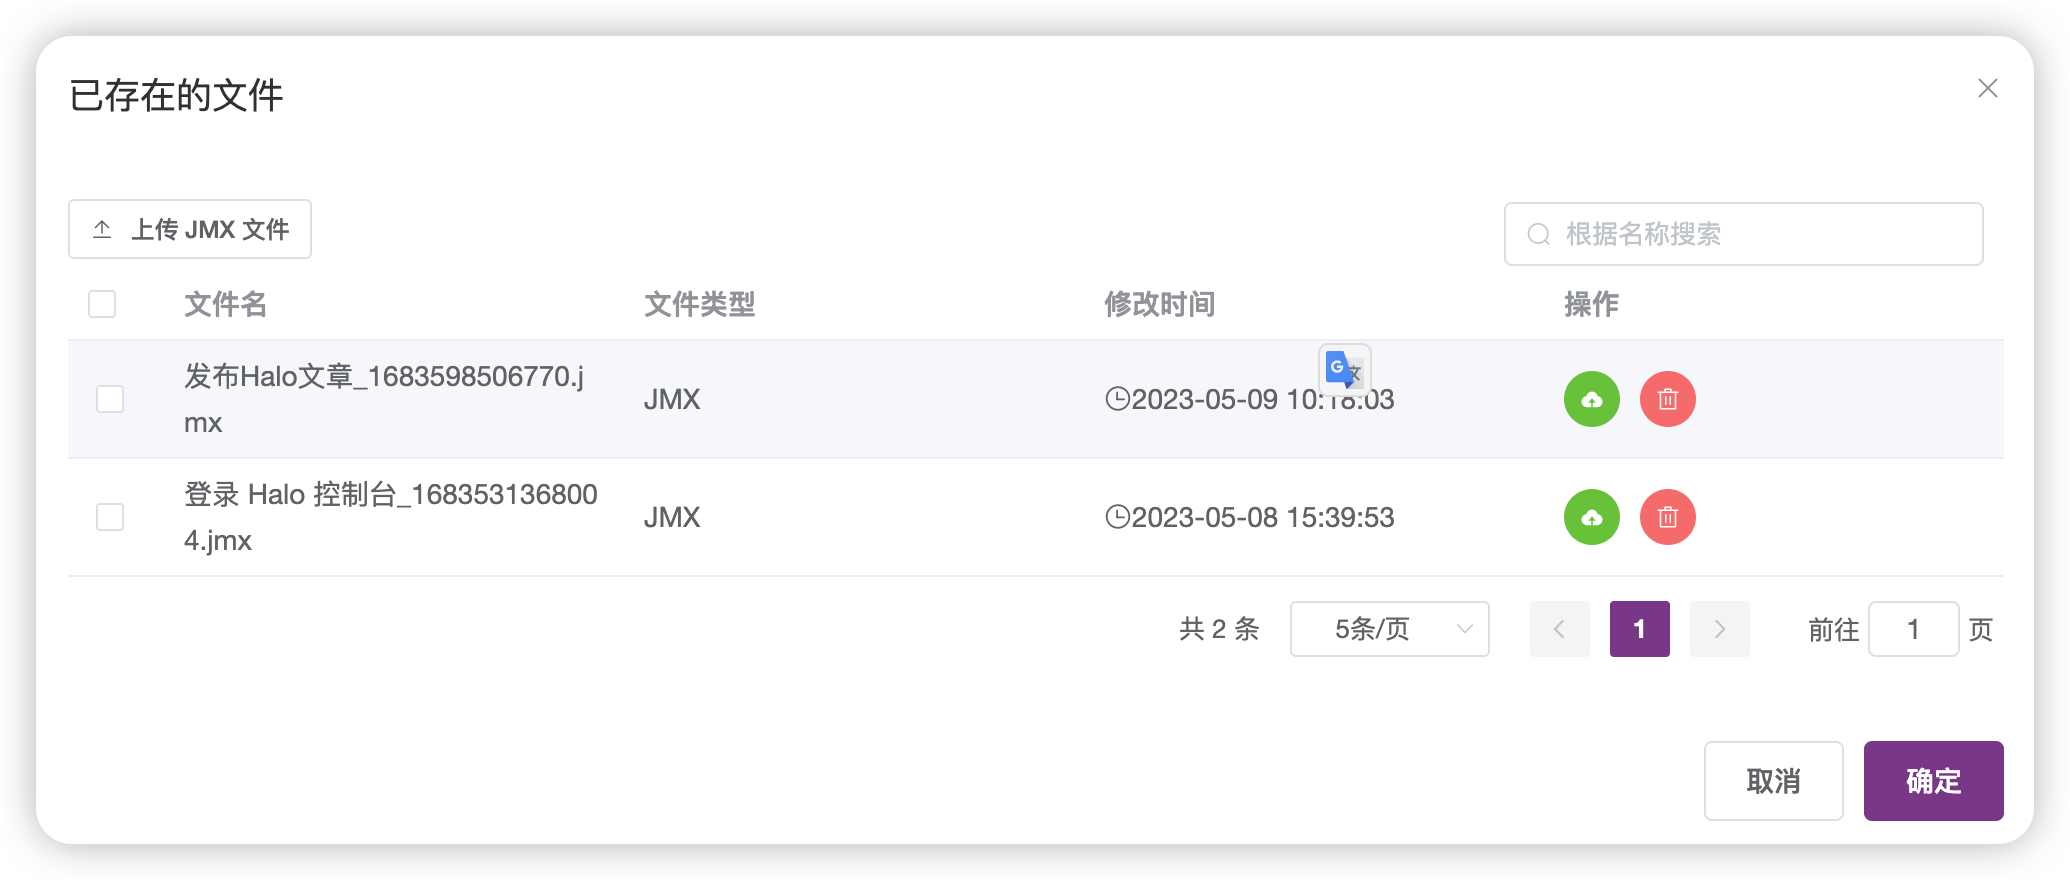 已存在的文件
上传 JMX 文件
根据名称搜索
文件名 文件类型 修改时间 操作
发布Halo文章_1683598506770.j
mx
JMX
2023-05-09 10:18:03
登录 Halo 控制台_168353136800
4.jmx
JMX
2023-05-08 15:39:53
共 2 条 5条/页 1 前往 1 页
取消 确定